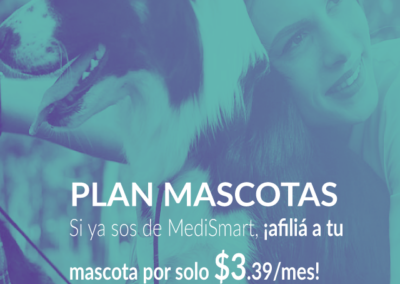 PLAN MASCOTAS
Si ya sos de MediSmart, ¡afiliá a tu
mascota por solo $3.39/mes!